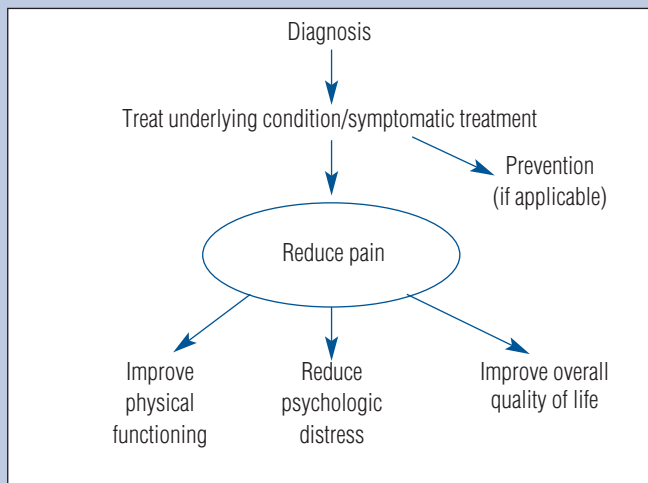 Diagnosis
Treat underlying condition/symptomatic treatment
Prevention
(if applicable)
Reduce pain
Improve
physical
functioning
Reduce
psychologic
distress
Improve overall
quality of life